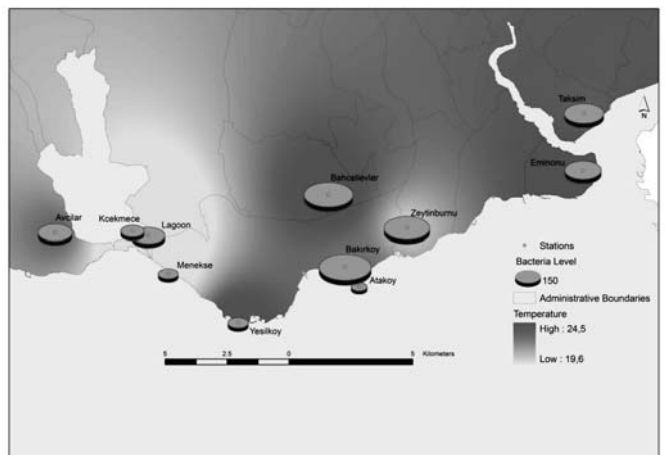 Taksim
N
Eminonu
Bahcelievler
Zeytinburnu
Avcilar
Kcekmece
Lagoon
Menekse
Bakırkoy
Atakoy
Yesilkoy
Stations
Bacteria Level
150
Administrative Boundaries
Temperature
High : 24,5
Low : 19,6
5 2.5 0 5 Kilometers